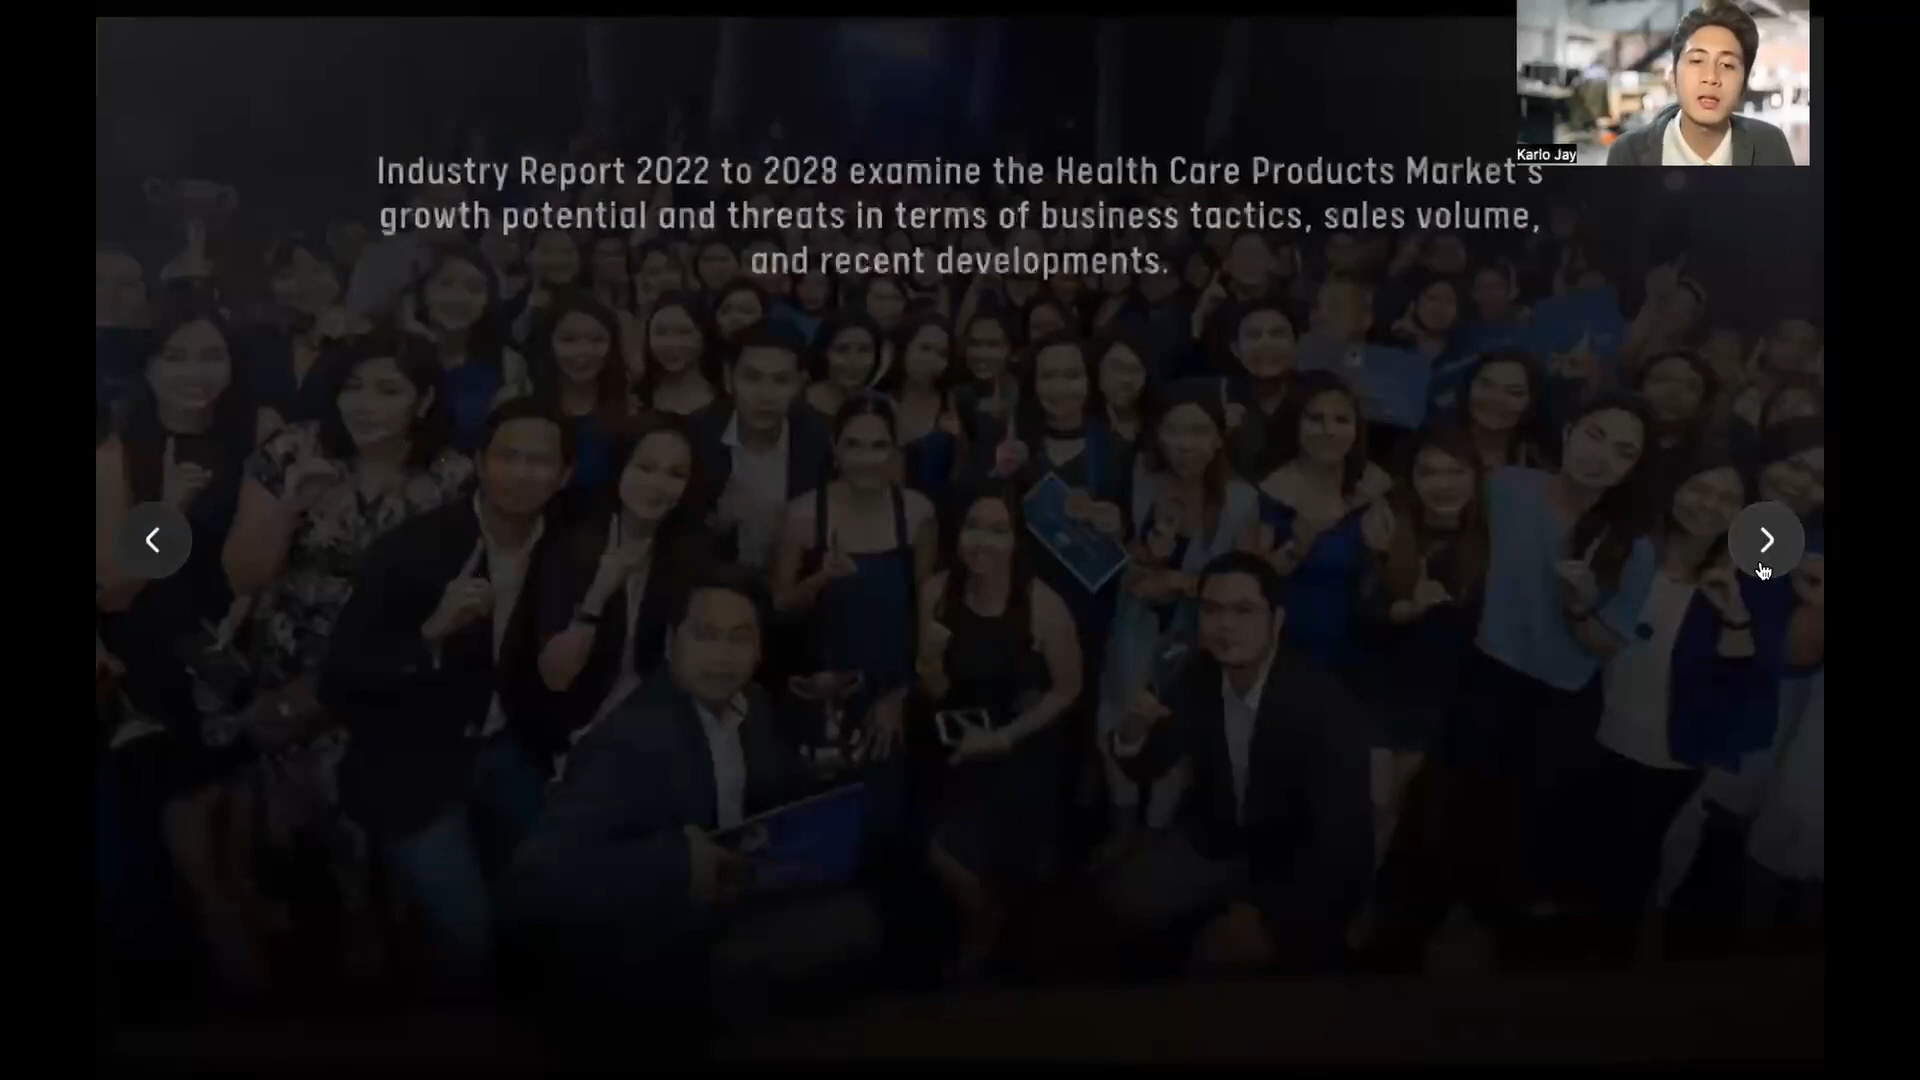 Industry Report 2022 to 2028 examine the Health Care Products Market's
growth potential and threats in terms of business tactics, sales volume,
and recent developments.
Karlo Jay